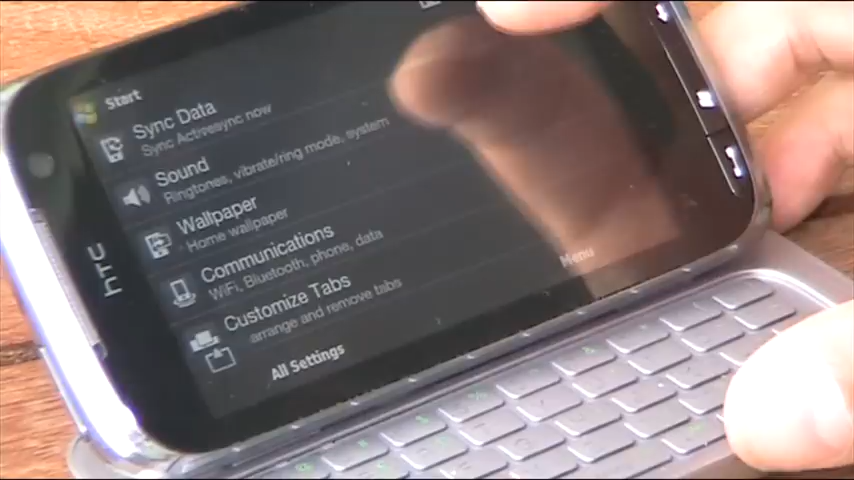 Start
Sync Data
Sync Activesync now
Sound
Ringtones, vibrate/ring mode, system
Wallpaper
Home wallpaper
Communications
WiFi, Bluetooth, phone, data
Customize Tabs
arrange and remove tabs
All Settings
Menu
htc